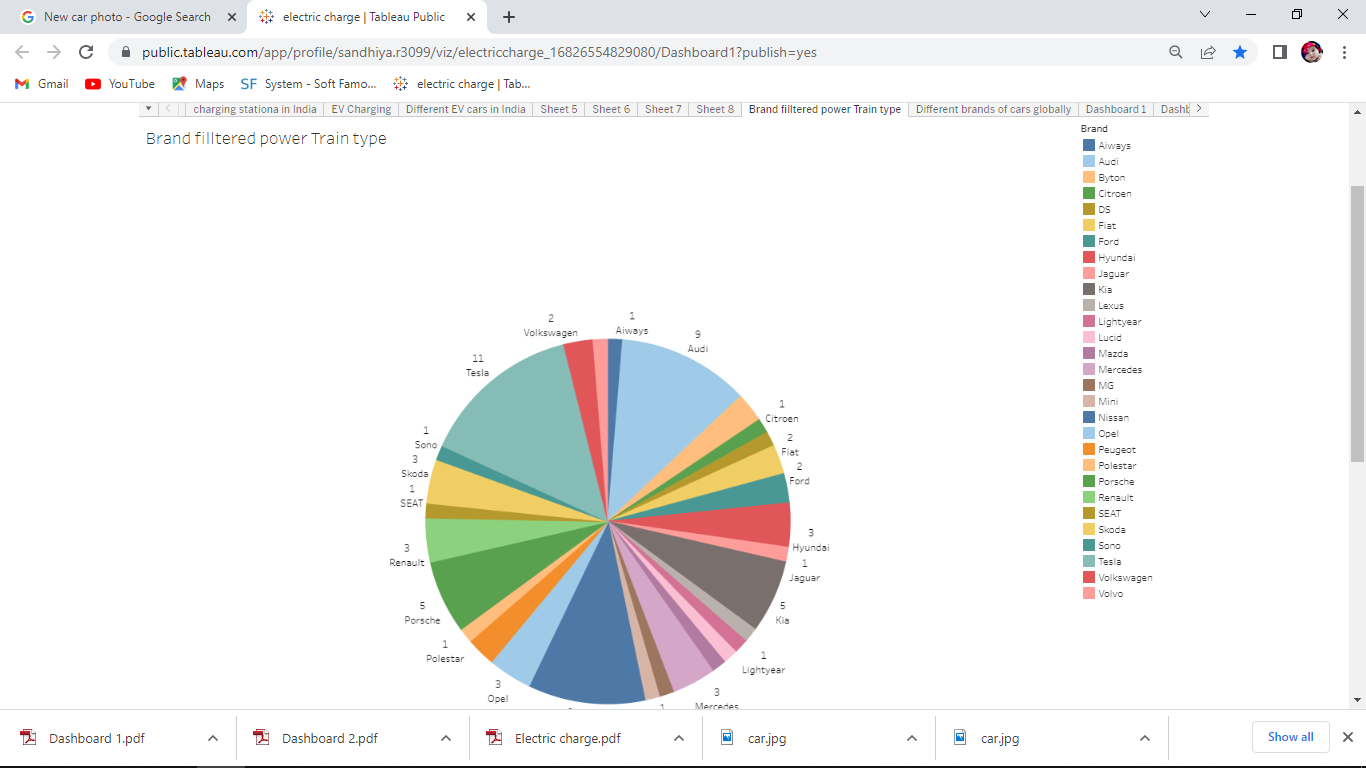 New car photo - Google Search
electric charge | Tableau Public
public.tableau.com/app/profile/sandhiya.r3099/viz/electriccharge_16826554829080/Dashboard1?publish=yes
Gmail
YouTube
Maps
SF System - Soft Famo...
electric charge | Tab...
charging stationa in India
EV Charging
Different EV cars in India
Sheet 5
Sheet 6
Sheet 7
Sheet 8
Brand filltered power Train type
Different brands of cars globally
Dashboard 1
Dashb
Brand filltered power Train type
Brand
Aiways
Audi
Byton
Citroen
DS
Fiat
Ford
Hyundai
Jaguar
Kia
Lexus
Lightyear
Lucid
Mazda
Mercedes
MG
Mini
Nissan
Opel
Peugeot
Polestar
Porsche
Renault
SEAT
Skoda
Sono
Tesla
Volkswagen
Volvo
1
Aiways
9
Audi
1
Citroen
2
Fiat
2
Ford
3
Hyundai
1
Jaguar
5
Kia
1
Lightyear
3
Mercedes
1
3
Opel
1
Polestar
5
Porsche
3
Renault
1
SEAT
3
Skoda
1
Sono
11
Tesla
2
Volkswagen
Dashboard 1.pdf
Dashboard 2.pdf
Electric charge.pdf
car.jpg
car.jpg
Show all